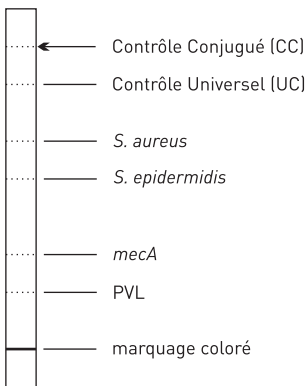 Contrôle Conjugué (CC)
Contrôle Universel (UC)
S. aureus
S. epidermidis
mecA
PVL
marquage coloré